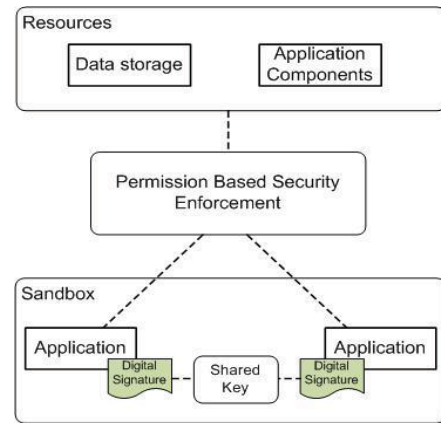 Resources
Data storage
Application
Components
Permission Based Security
Enforcement
Sandbox
Application
Digital
Signature
Shared
Key
Application
Digital
Signature